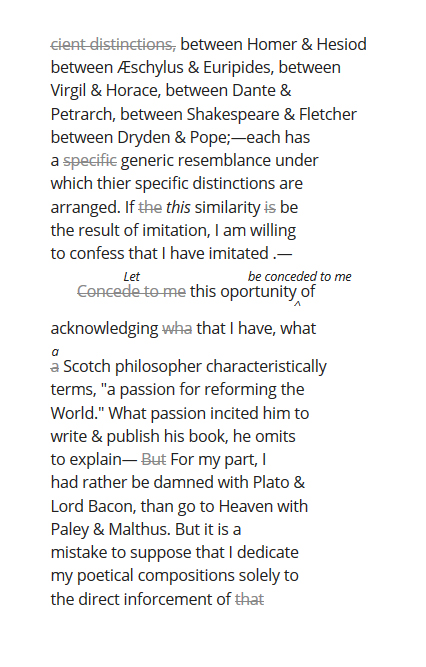 cient distinctions, between Homer & Hesiod
between Æschylus & Euripides, between
Virgil & Horace, between Dante &
Petrarch, between Shakespeare & Fletcher
between Dryden & Pope;—each has
a specific generic resemblance under
which thier specific distinctions are
arranged. If the this similarity is be
the result of imitation, I am willing
to confess that I have imitated .—
Let be conceded to me
Concede to me this oportunity of
^
acknowledging wha that I have, what
a
a Scotch philosopher characteristically
terms, "a passion for reforming the
World." What passion incited him to
write & publish his book, he omits
to explain— But For my part, I
had rather be damned with Plato &
Lord Bacon, than go to Heaven with
Paley & Malthus. But it is a
mistake to suppose that I dedicate
my poetical compositions solely to
the direct inforcement of that